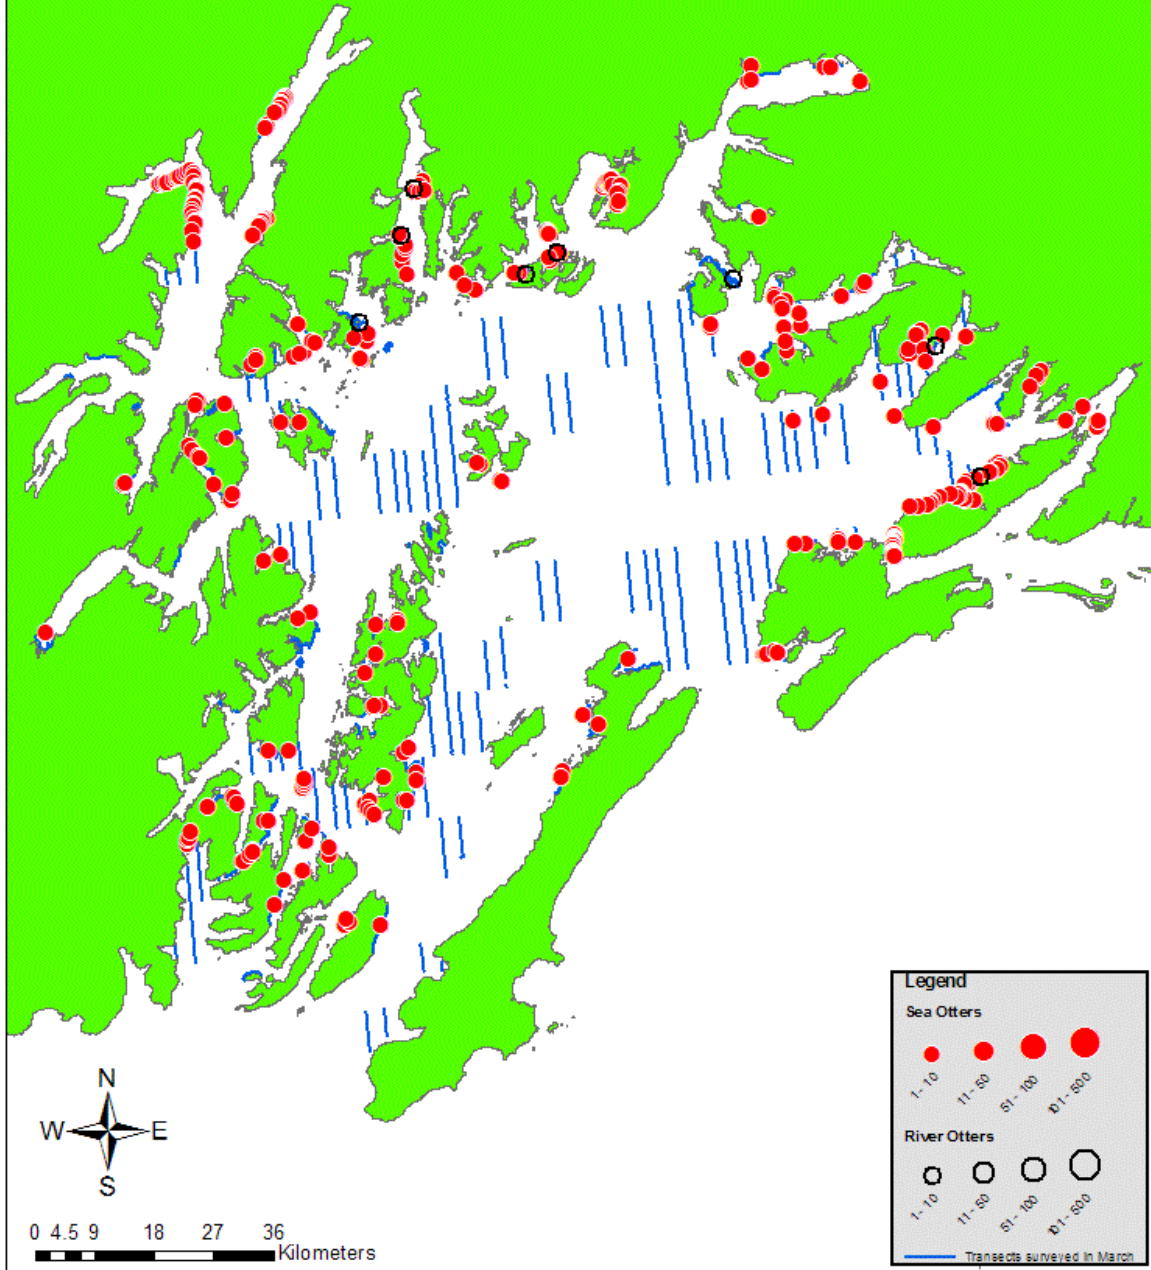 Legend
Sea Otters
1 - 10
11 - 50
51 - 100
101 - 500
River Otters
1 - 10
11 - 50
51 - 100
101 - 500
Transects surveyed in March
N
W E
S
0 4.5 9 18 27 36
Kilometers